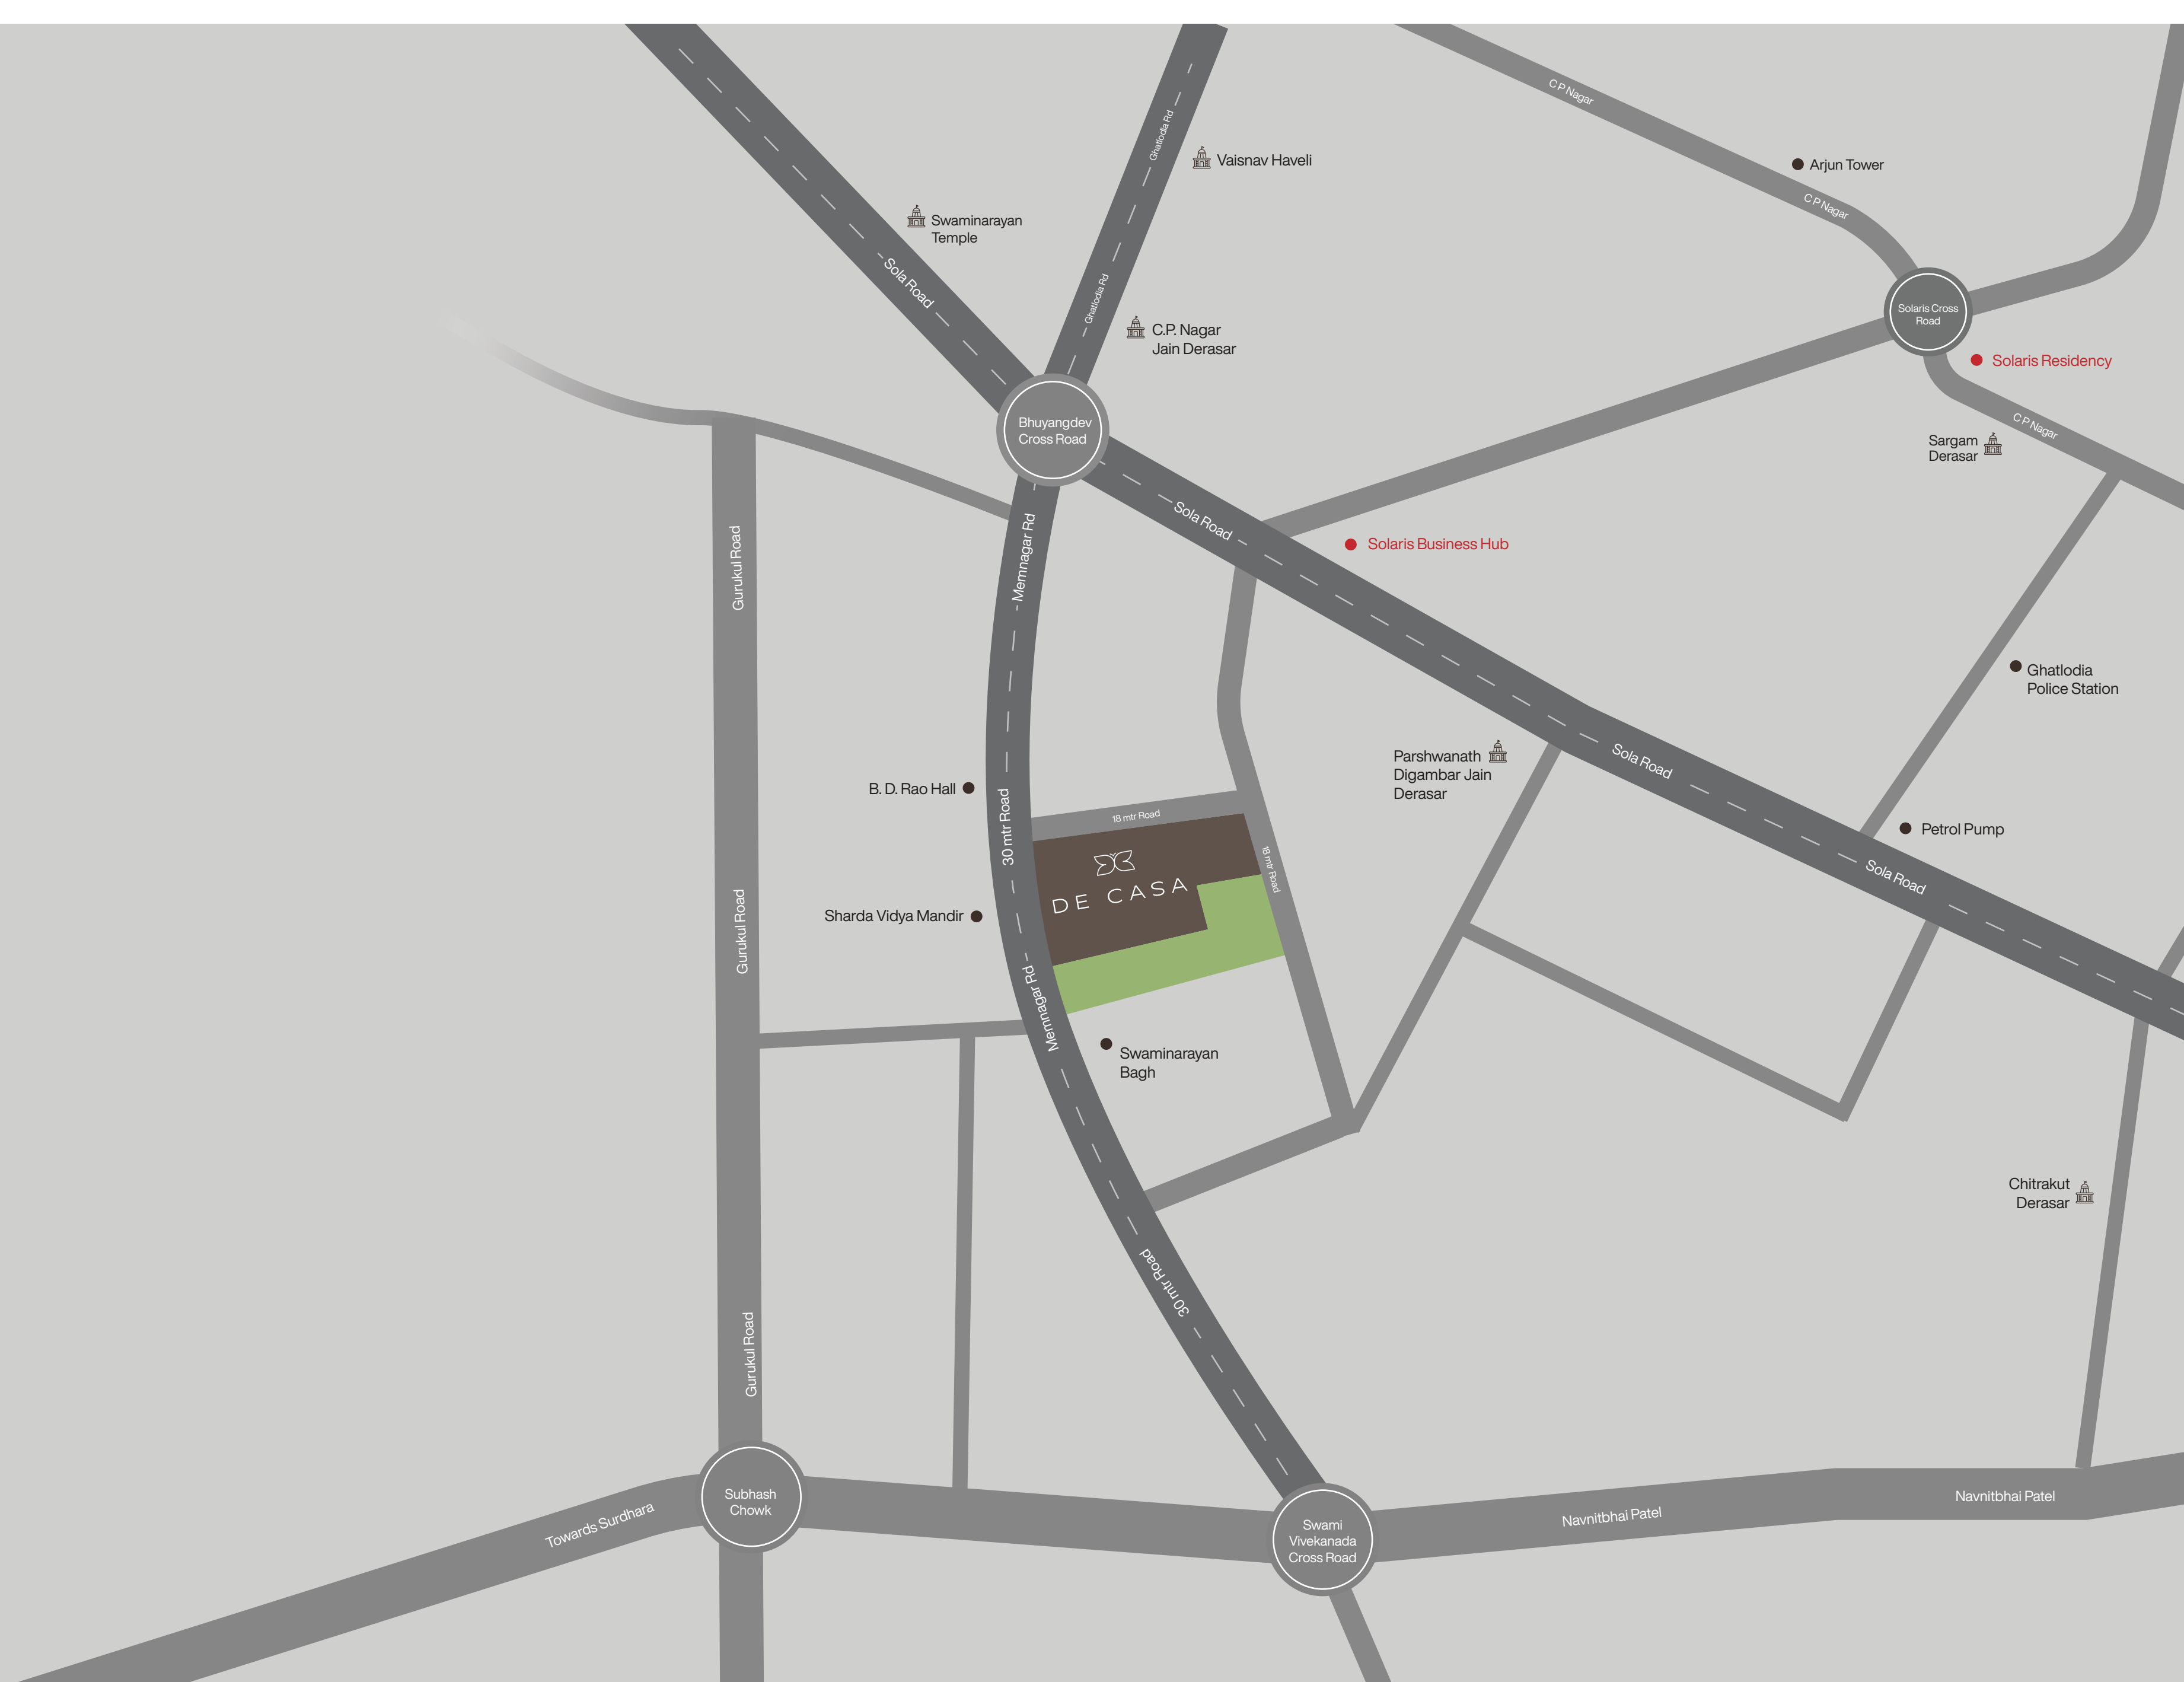 C P Nagar
Ghatlodia Rd
Vaisnav Haveli
Arjun Tower
C P Nagar
Swaminarayan
Temple
Sola Road
Ghatlodia Rd
C.P. Nagar
Jain Derasar
Solaris Cross
Road
Solaris Residency
Bhuyangdev
Cross Road
C P Nagar
Sargam
Derasar
Sola Road
Memnagar Rd
Gurukul Road
Solaris Business Hub
Ghatlodia
Police Station
Parshwanath
Digambar Jain
Derasar
Sola Road
B. D. Rao Hall
30 mtr Road
18 mtr Road
Petrol Pump
18 mtr Road
Sola Road
DE CASA
Sharda Vidya Mandir
Gurukul Road
Memnagar Rd
Swaminarayan
Bagh
Chitrakut
Derasar
30 mtr Road
Gurukul Road
Subhash
Chowk
Towards Surdhara
Swami
Vivekanada
Cross Road
Navnitbhai Patel
Navnitbhai Patel